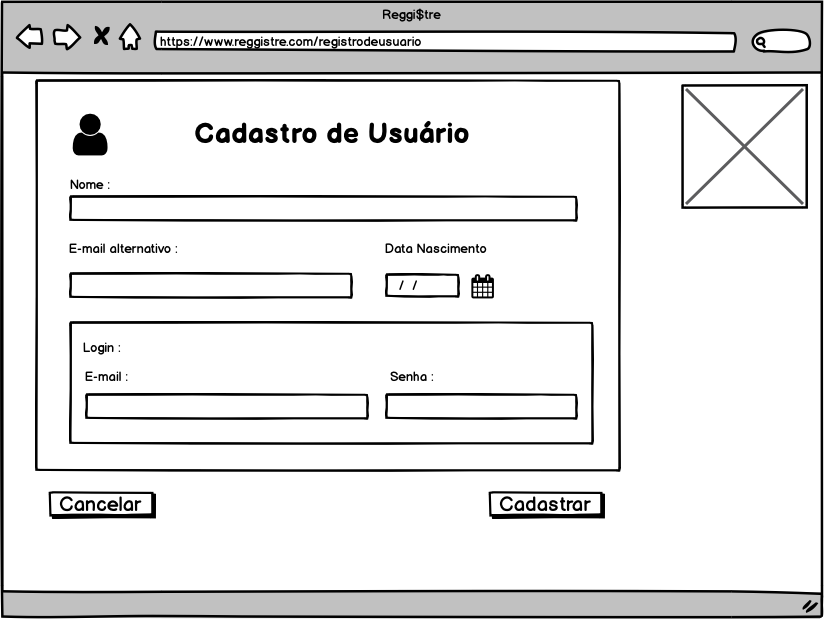 Reggi$tre
https://www.reggistre.com/registrodeusuario
Cadastro de Usuário
Nome :
E-mail alternativo :
Data Nascimento
/ /
Login :
E-mail :
Senha :
Cancelar
Cadastrar